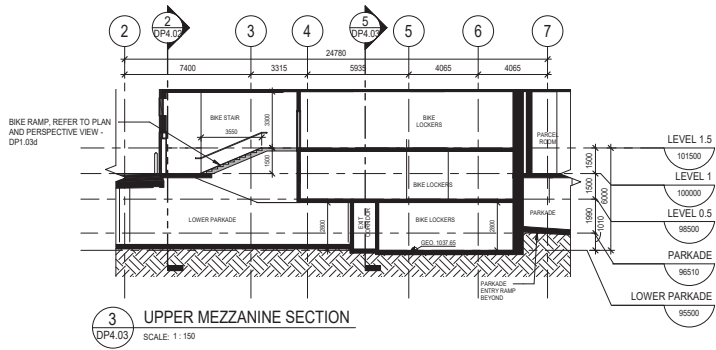 2
2
DP4.02
3
4
5
DP4.03
5
6
7
24780
7400
3315
5935
4065
4065
BIKE RAMP, REFER TO PLAN
AND PERSPECTIVE VIEW -
DP1.03d
BIKE STAIR
3550
3300
1500
BIKE
LOCKERS
PARCEL
ROOM
BIKE LOCKERS
LOWER PARKADE
2800
EXIT
CORRIDOR
BIKE LOCKERS
2800
GEO. 1037.65
PARKADE
PARKADE
ENTRY RAMP
BEYOND
1500
1500
1990
1010
6000
LEVEL 1.5
101500
LEVEL 1
100000
LEVEL 0.5
98500
PARKADE
96510
LOWER PARKADE
95500
3
DP4.03
UPPER MEZZANINE SECTION
SCALE: 1 : 150